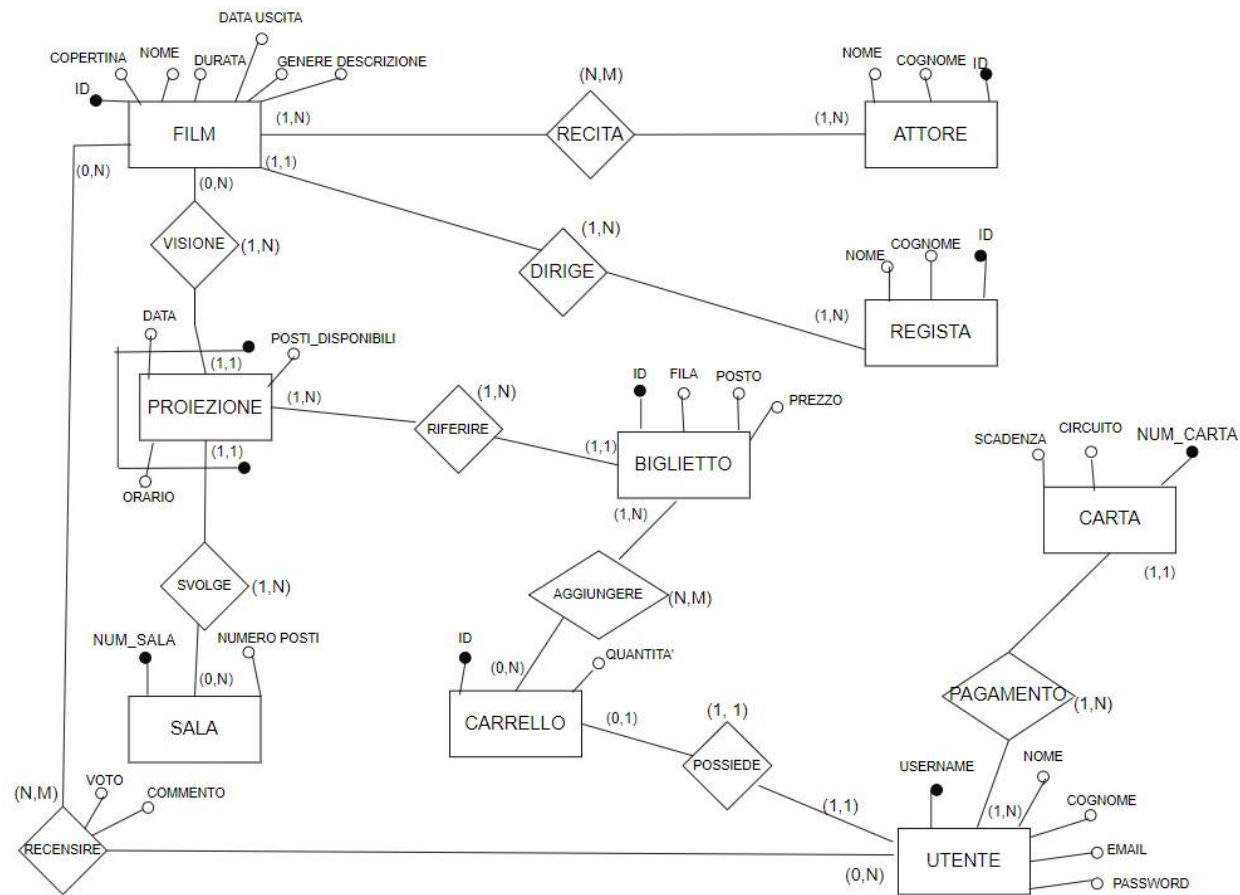 DATA USCITA
COPERTINA NOME DURATA GENERE DESCRIZIONE
ID
FILM
(1,N)
(N,M)
RECITA
(1,N)
NOME COGNOME ID
ATTORE
(0,N)
(0,N)
(1,1)
VISIONE
(1,N)
(1,N)
DIRIGE
(1,N)
NOME COGNOME ID
REGISTA
DATA
POSTI_DISPONIBILI
(1,1)
PROIEZIONE
(1,N)
(1,1)
ORARIO
(1,N)
RIFERIRE
(1,1)
ID FILA POSTO PREZZO
BIGLIETTO
(1,N)
SCADENZA CIRCUITO NUM_CARTA
CARTA
(1,1)
SVOLGE
(1,N)
AGGIUNGERE
(N,M)
NUM_SALA NUMERO POSTI
(0,N)
SALA
ID
(0,N)
QUANTITA'
CARRELLO
(0,1)
(1, 1)
POSSIEDE
(1,1)
PAGAMENTO
(1,N)
(N,M)
VOTO
COMMENTO
RECENSIRE
USERNAME
(1,N)
NOME
COGNOME
UTENTE
EMAIL
(0,N)
PASSWORD